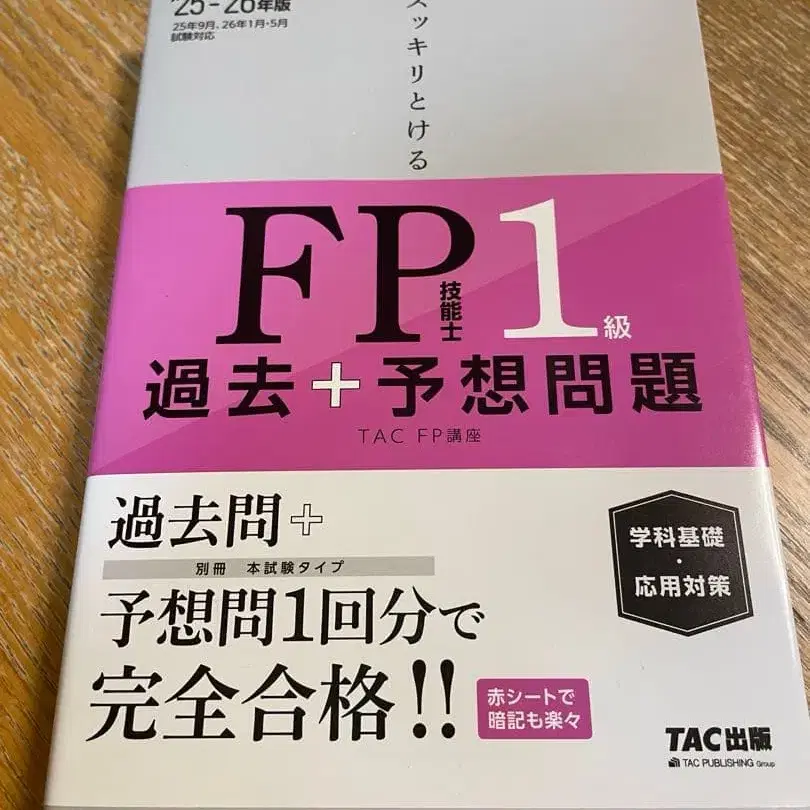 '25-26年版
25年9月、26年1月・5月
試験対応
スッキリとける
FP技能士1級
過去+予想問題
TAC FP講座
過去問+
別冊 本試験タイプ
予想問1回分で
完全合格!!
学科基礎
・
応用対策
赤シートで
暗記も楽々
TAC出版
TAC PUBLISHING Group